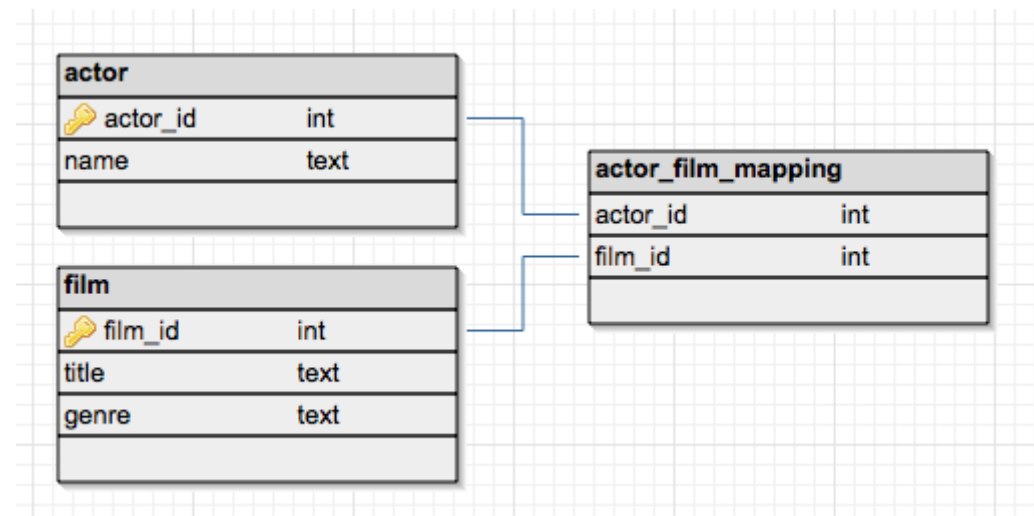 actor
actor_id int
name text
film
film_id int
title text
genre text
actor_film_mapping
actor_id int
film_id int